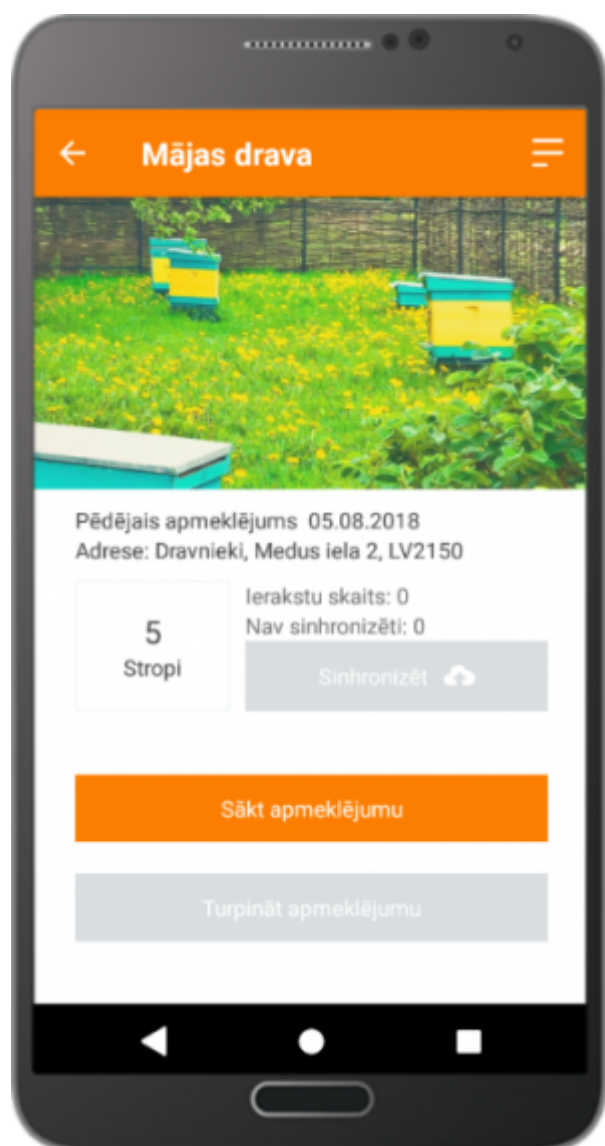 Mājas drava
Pēdējais apmeklējums 05.08.2018
Adrese: Dravnieki, Medus iela 2, LV2150
5
Stropi
Ierakstu skaits: 0
Nav sinhronizēti: 0
Sinhronizēt
Sākt apmeklējumu
Turpināt apmeklējumu